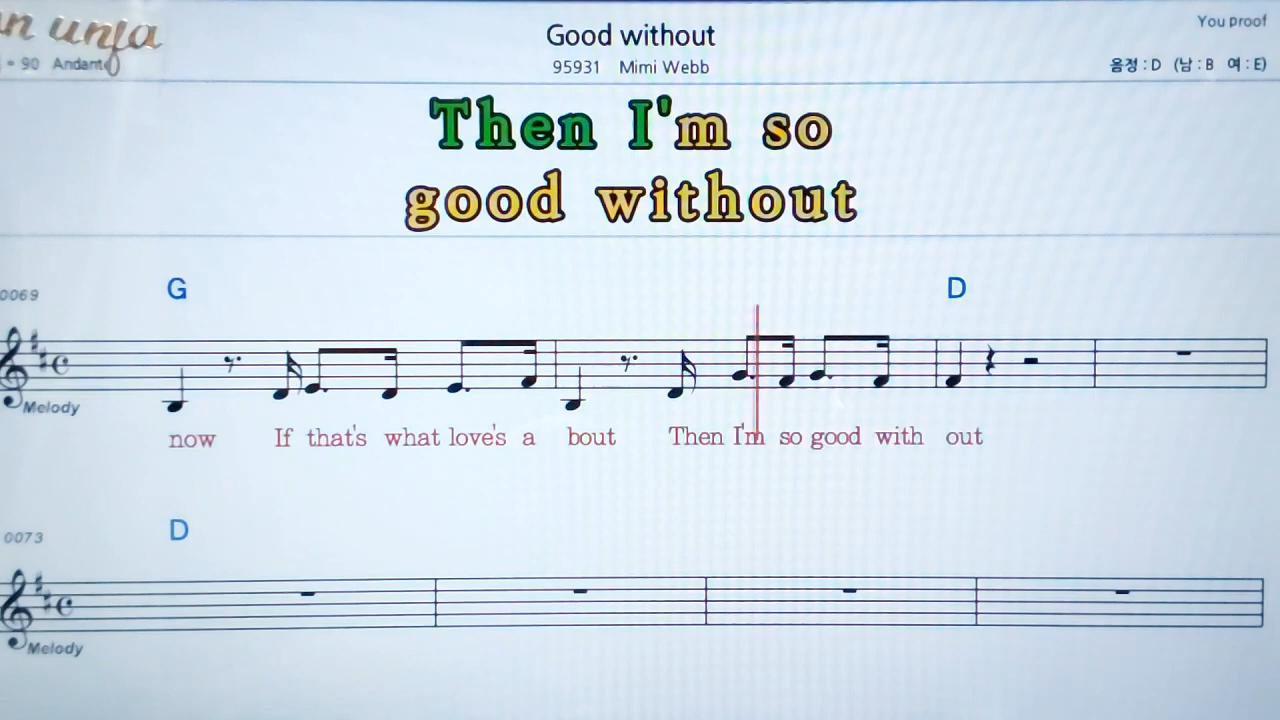 You proof
Good without
= 90 Andante
95931 Mimi Webb
음정 : D (남 : B 여 : E)
Then I'm so
good without
0069
G
D
Melody
now If that's what love's a bout Then I'm so good with out
0073
D
Melody